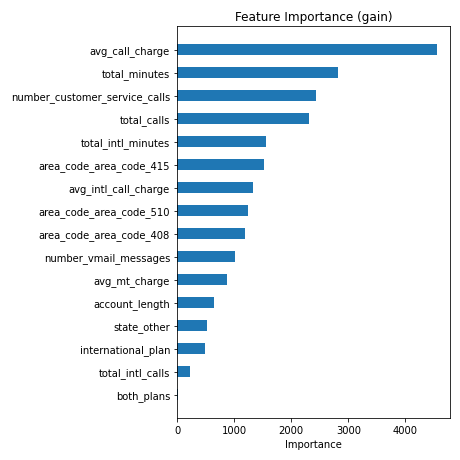 Feature Importance (gain)
avg_call_charge
total_minutes
number_customer_service_calls
total_calls
total_intl_minutes
area_code_area_code_415
avg_intl_call_charge
area_code_area_code_510
area_code_area_code_408
number_vmail_messages
avg_mt_charge
account_length
state_other
international_plan
total_intl_calls
both_plans
0 1000 2000 3000 4000
Importance